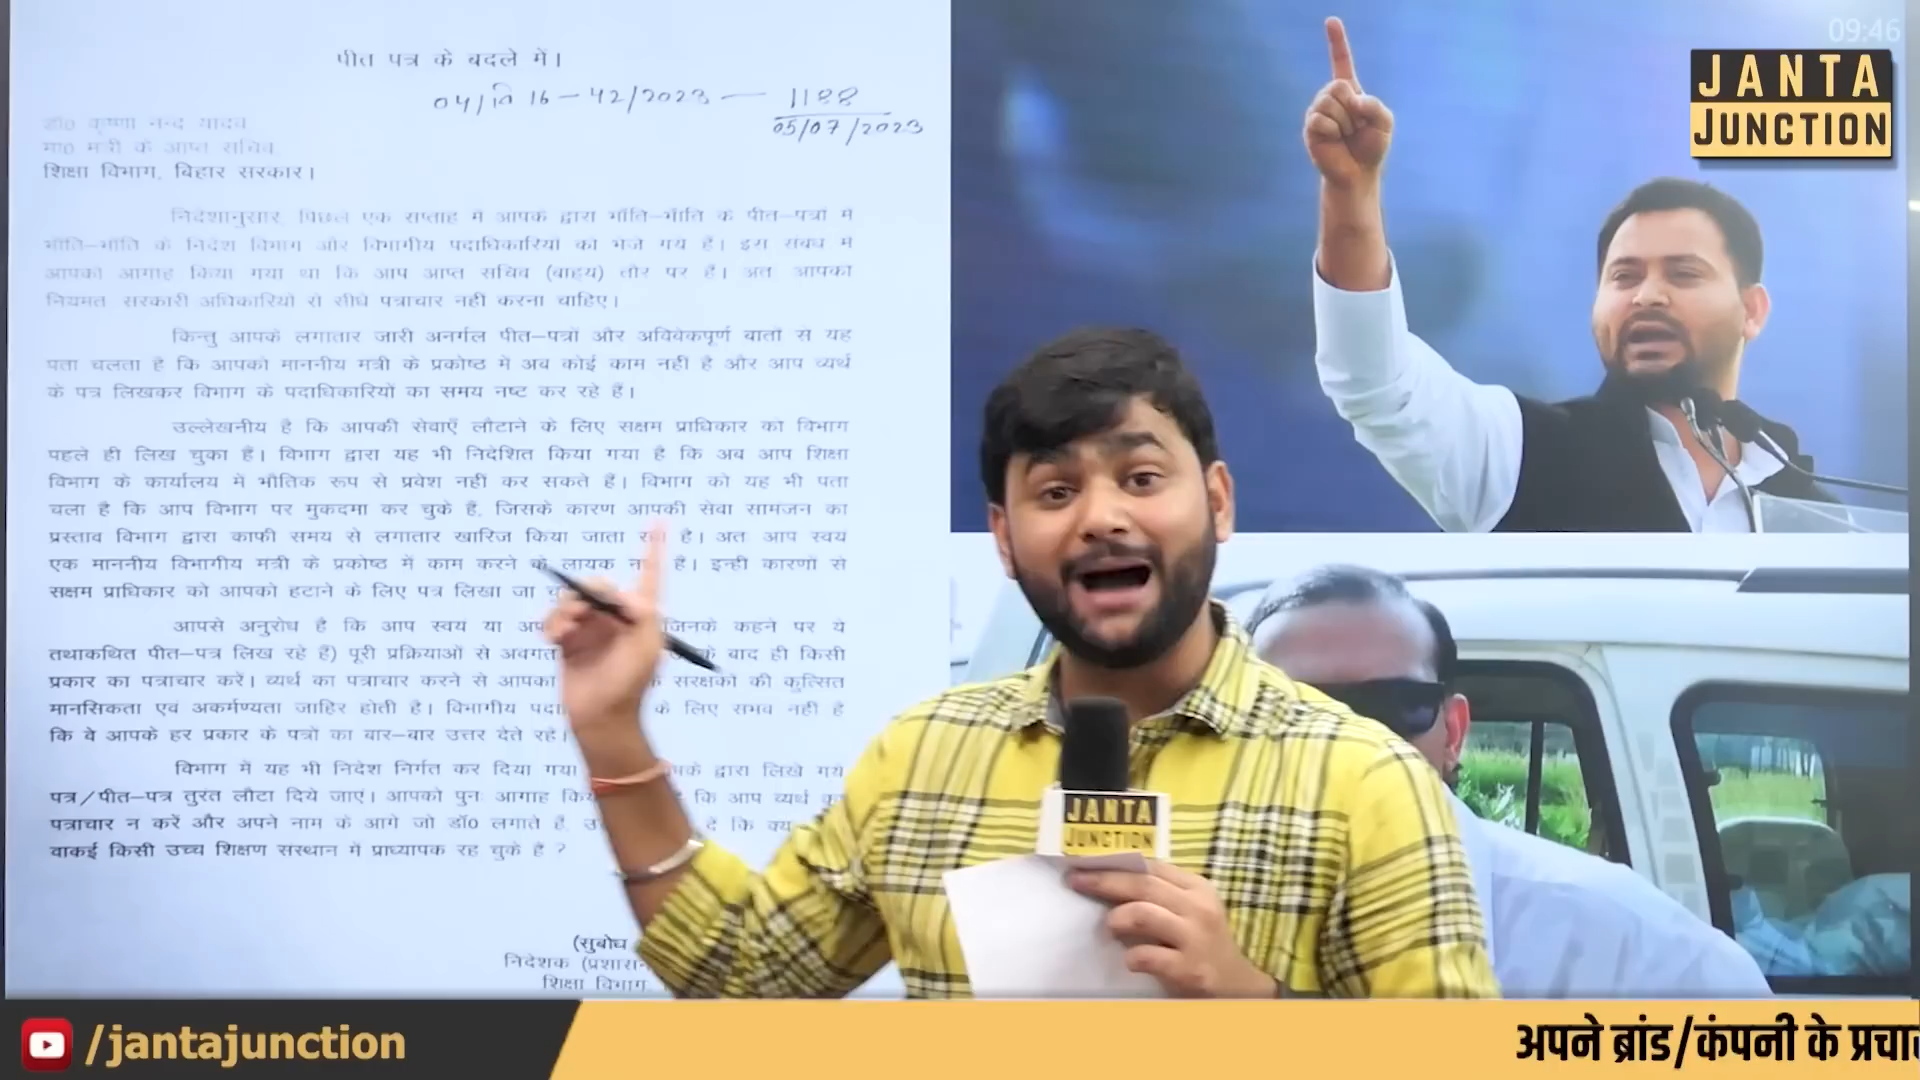 पीत पत्र के बदले में।
04/वि 16-42/2023 — 1188
05/07/2023
डॉ0 कृष्णा नन्द यादव
मा0 मंत्री के आप्त सचिव
शिक्षा विभाग, बिहार सरकार।
निदेशानुसार, पिछले एक सप्ताह में आपके द्वारा भाँति-भाँति के पीत-पत्रों में
भाँति-भाँति के निदेश विभाग और विभागीय पदाधिकारियों को भेजे गये हैं। इस संबंध में
आपको आगाह किया गया था कि आप आप्त सचिव (बाह्य) तौर पर हैं। अत आपको
नियमत सरकारी अधिकारियों से सीधे पत्राचार नहीं करना चाहिए।
किन्तु आपके लगातार जारी अनर्गल पीत-पत्रों और अविवेकपूर्ण बातों से यह
पता चलता है कि आपको माननीय मंत्री के प्रकोष्ठ में अब कोई काम नहीं है और आप व्यर्थ
के पत्र लिखकर विभाग के पदाधिकारियों का समय नष्ट कर रहे हैं।
उल्लेखनीय है कि आपकी सेवाएँ लौटाने के लिए सक्षम प्राधिकार को विभाग
पहले ही लिख चुका हैं। विभाग द्वारा यह भी निदेशित किया गया है कि अब आप शिक्षा
विभाग के कार्यालय में भौतिक रूप से प्रवेश नहीं कर सकते हैं। विभाग को यह भी पता
चला है कि आप विभाग पर मुकदमा कर चुके हैं, जिसके कारण आपकी सेवा सामंजन का
प्रस्ताव विभाग द्वारा काफी समय से लगातार खारिज किया जाता है। अत आप स्वयं
एक माननीय विभागीय मंत्री के प्रकोष्ठ में काम करने के लायक हैं। इन्ही कारणों से
सक्षम प्राधिकार को आपको हटाने के लिए पत्र लिखा जा
आपसे अनुरोध है कि आप स्वयं या जिनके कहने पर ये
तथाकथित पीत-पत्र लिख रहे हैं) पूरी प्रक्रियाओं से अवगत के बाद ही किसी
प्रकार का पत्राचार करें। व्यर्थ का पत्राचार करने से आपका संरक्षकों की कुत्सित
मानसिकता एवं अकर्मण्यता जाहिर होती है। विभागीय के लिए संभव नहीं है
कि वे आपके हर प्रकार के पत्रों का बार-बार उत्तर देते रहें।
विभाग में यह भी निदेश निर्गत कर दिया गया द्वारा लिखे गये
पत्र/पीत-पत्र तुरंत लौटा दिये जाएं। आपको पुनः आगाह कि आप व्यर्थ
पत्राचार न करें और अपने नाम के आगे जो डॉ0 लगाते हैं, दें कि
वाकई किसी उच्च शिक्षण संस्थान में प्राध्यापक रह चुके है ?
(सुबोध
निदेशक (प्रशासन
शिक्षा विभाग,
09:46
JANTA
JUNCTION
JANTA
JUNCTION
/jantajunction
अपने ब्रांड/कंपनी के प्रचा